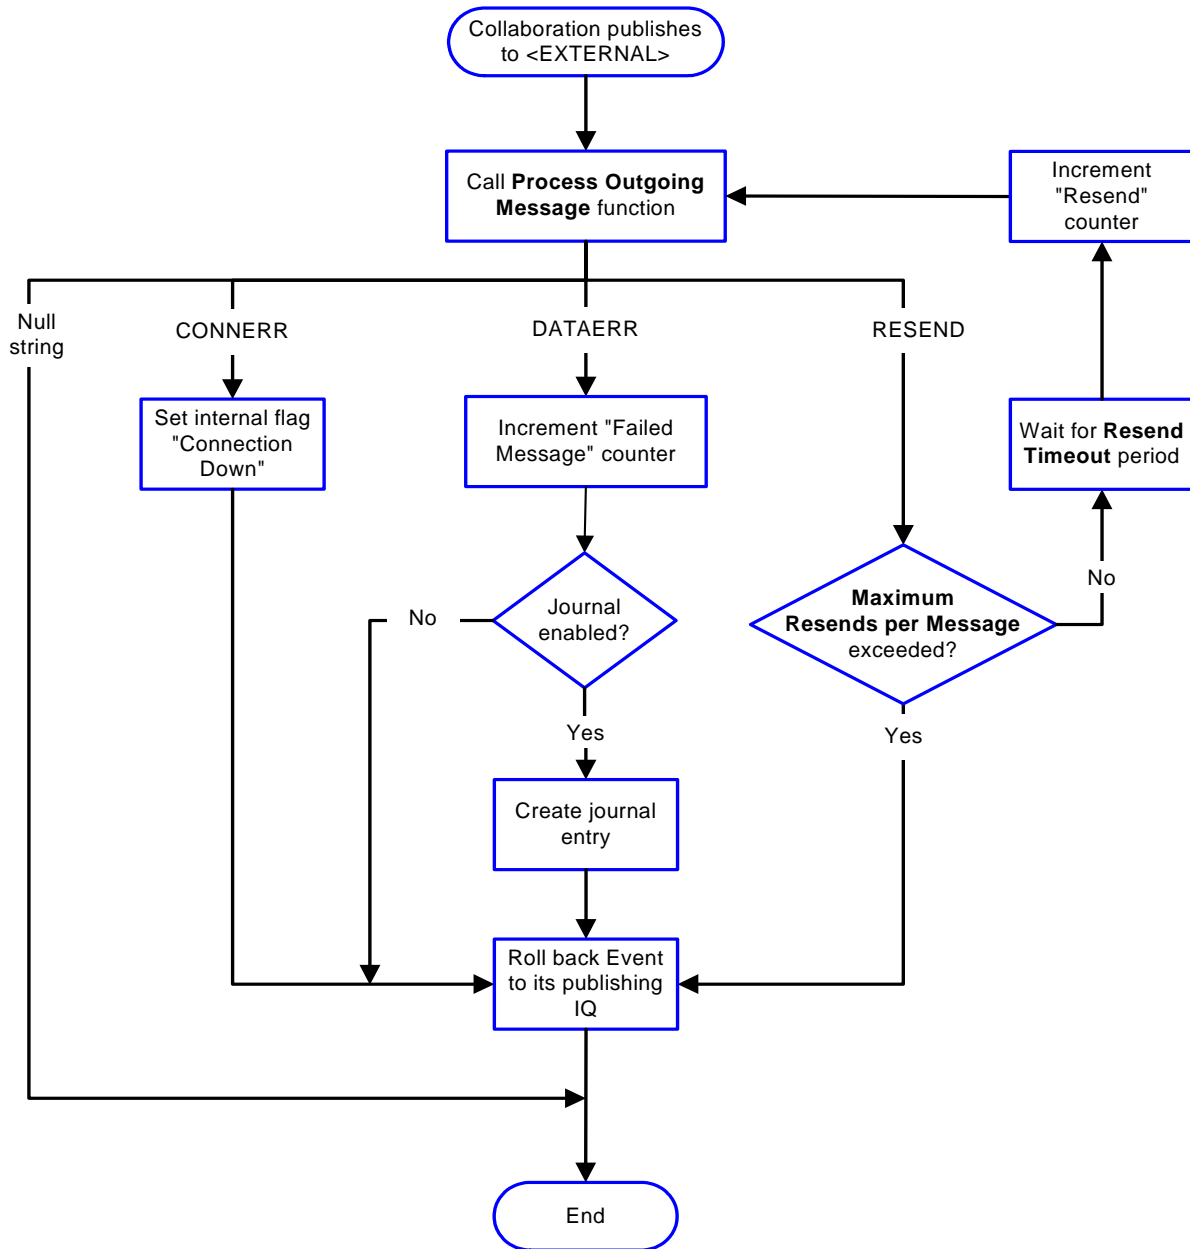 Collaboration publishes
to <EXTERNAL>
Call Process Outgoing
Message function
Increment
"Resend"
counter
Null
string
CONNERR
DATAERR
RESEND
Set internal flag
"Connection
Down"
Increment "Failed
Message" counter
Wait for Resend
Timeout period
No
Journal
enabled?
Maximum
Resends per Message
exceeded?
No
Yes
Yes
Create journal
entry
Roll back Event
to its publishing
IQ
End